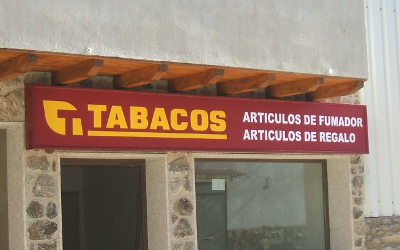 TABACOS
ARTICULOS DE FUMADOR
ARTICULOS DE REGALO